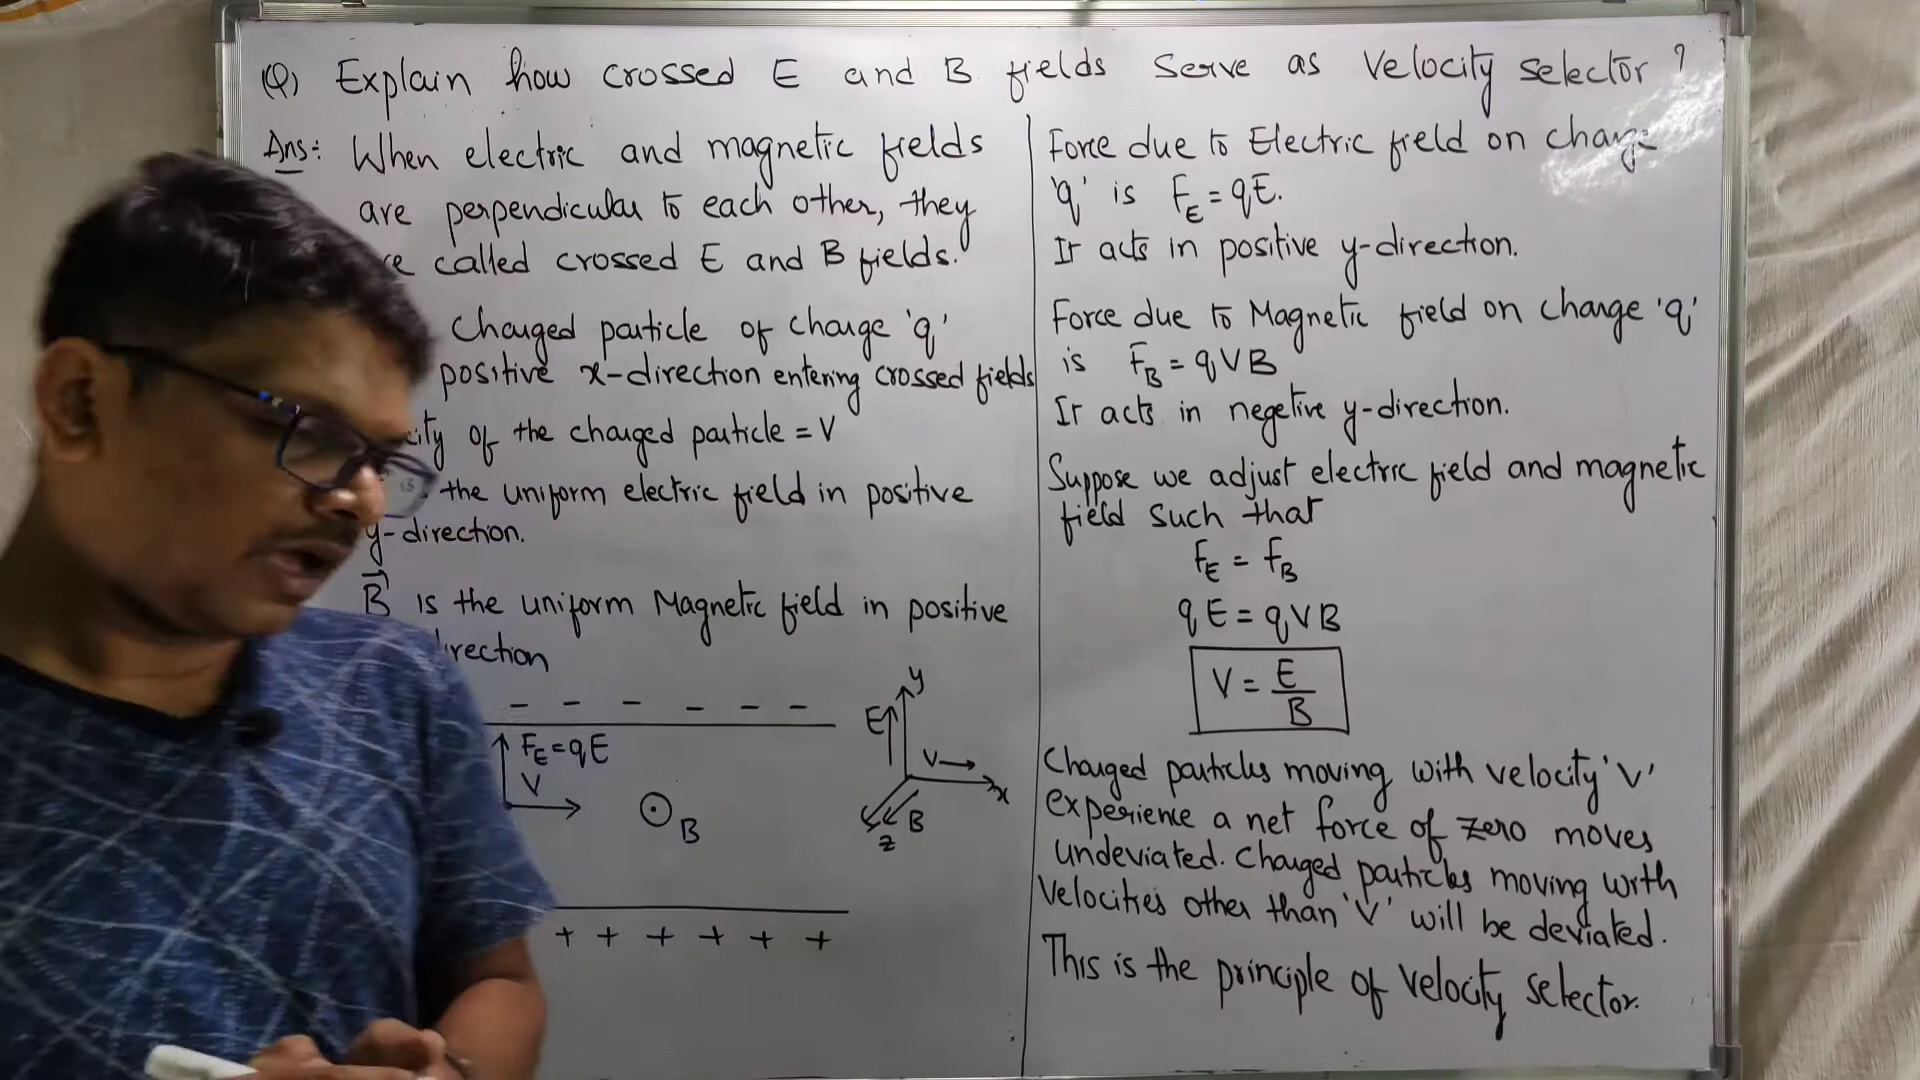 Q) Explain how crossed E and B fields serve as Velocity selector?
Ans:- When electric and magnetic fields
are perpendicular to each other, they
called crossed E and B fields.
Charged particle of charge 'q'
positive x-direction entering crossed fields
of the charged particle = V
the uniform electric field in positive
y-direction.
B is the uniform Magnetic field in positive
- - - - - -
FE = qE
V
B
+ + + + + +
y
E
V
x
B
z
Force due to Electric field on charge
'q' is FE = qE.
It acts in positive y-direction.
Force due to Magnetic field on charge 'q'
is FB = qVB
It acts in negetive y-direction.
Suppose we adjust electric field and magnetic
field such that
FE = FB
qE = qVB
V = E/B
Charged particles moving with velocity 'V'
experience a net force of zero moves
undeviated. Charged particles moving with
Velocities other than 'V' will be deviated.
This is the principle of velocity selector.